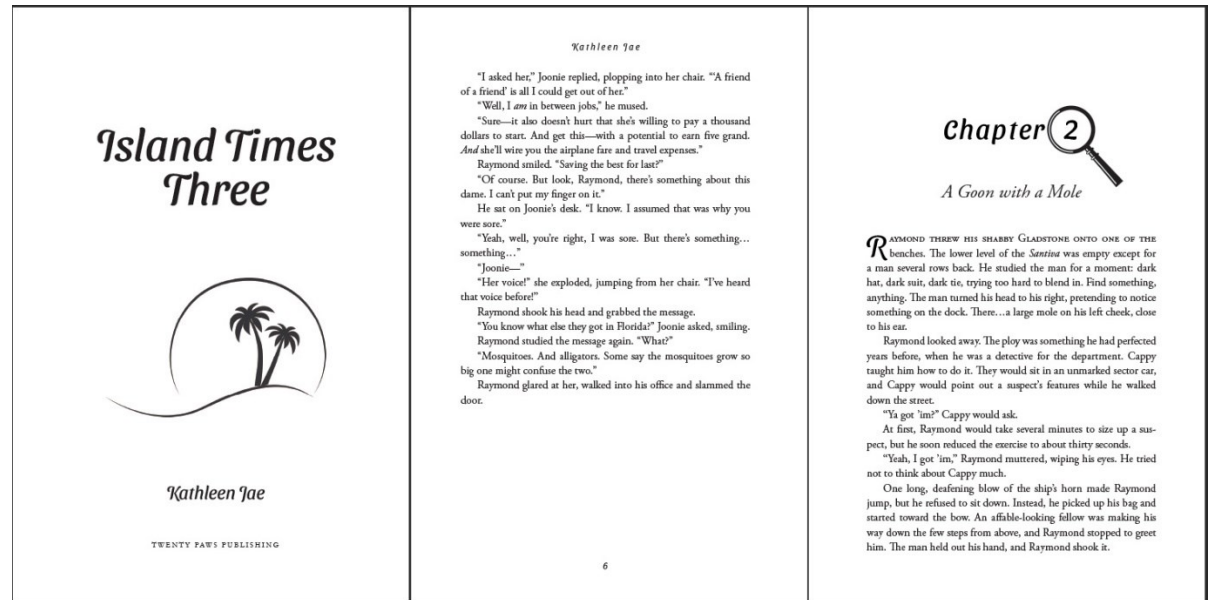 Island Times
Three
Kathleen Jae
TWENTY PAWS PUBLISHING
Kathleen Jae
“I asked her,” Joonie replied, plopping into her chair. “‘A friend
of a friend’ is all I could get out of her.”
“Well, I am in between jobs,” he mused.
“Sure—it also doesn’t hurt that she’s willing to pay a thousand
dollars to start. And get this—with a potential to earn five grand.
And she’ll wire you the airplane fare and travel expenses.”
Raymond smiled. “Saving the best for last?”
“Of course. But look, Raymond, there’s something about this
dame. I can’t put my finger on it.”
He sat on Joonie’s desk. “I know. I assumed that was why you
were sore.”
“Yeah, well, you’re right, I was sore. But there’s something…
something…”
“Joonie—”
“Her voice!” she exploded, jumping from her chair. “I’ve heard
that voice before!”
Raymond shook his head and grabbed the message.
“You know what else they got in Florida?” Joonie asked, smiling.
Raymond studied the message again. “What?”
“Mosquitoes. And alligators. Some say the mosquitoes grow so
big one might confuse the two.”
Raymond glared at her, walked into his office and slammed the
door.
6
Chapter 2
A Goon with a Mole
RAYMOND THREW HIS SHABBY GLADSTONE ONTO ONE OF THE
benches. The lower level of the Santiva was empty except for
a man several rows back. He studied the man for a moment: dark
hat, dark suit, dark tie, trying too hard to blend in. Find something,
anything. The man turned his head to his right, pretending to notice
something on the dock. There…a large mole on his left cheek, close
to his ear.
Raymond looked away. The ploy was something he had perfected
years before, when he was a detective for the department. Cappy
taught him how to do it. They would sit in an unmarked sector car,
and Cappy would point out a suspect’s features while he walked
down the street.
“Ya got ’im?” Cappy would ask.
At first, Raymond would take several minutes to size up a sus-
pect, but he soon reduced the exercise to about thirty seconds.
“Yeah, I got ’im,” Raymond muttered, wiping his eyes. He tried
not to think about Cappy much.
One long, deafening blow of the ship’s horn made Raymond
jump, but he refused to sit down. Instead, he picked up his bag and
started toward the bow. An affable-looking fellow was making his
way down the few steps from above, and Raymond stopped to greet
him. The man held out his hand, and Raymond shook it.